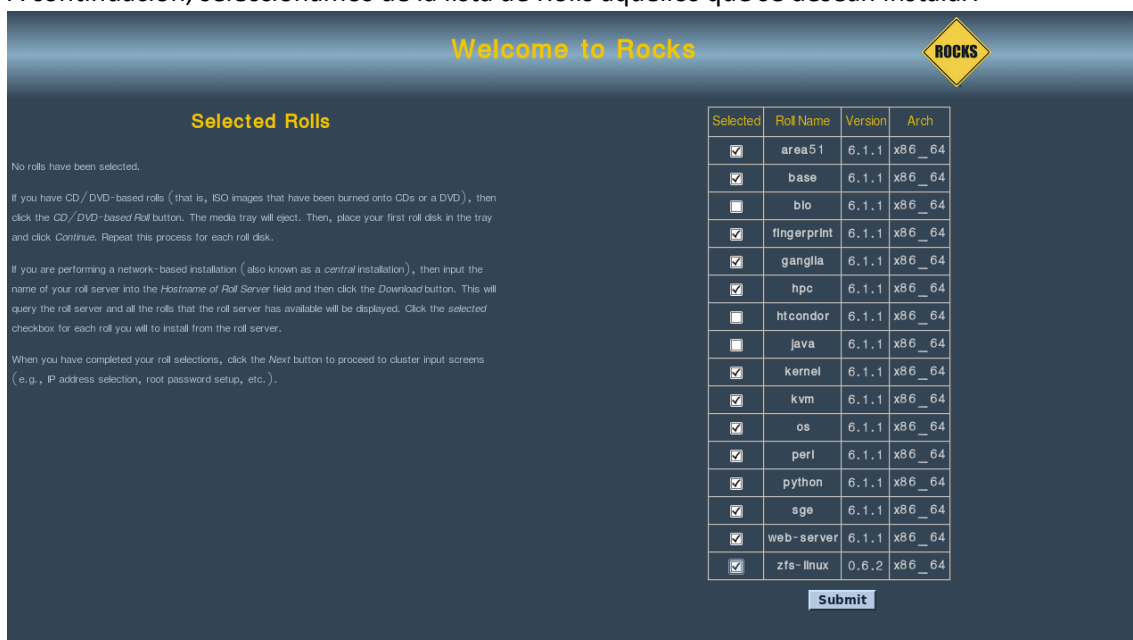 A continuación, seleccionamos de la lista de Rolls aquellos que se desean instalar:
Welcome to Rocks
ROCKS
Selected Rolls
No rolls have been selected.
If you have CD/DVD-based rolls (that is, ISO images that have been burned onto CDs or a DVD), then
click the CD/DVD-based Roll button. The media tray will eject. Then, place your first roll disk in the tray
and click Continue. Repeat this process for each roll disk.
If you are performing a network-based installation (also known as a central installation), then input the
name of your roll server into the Hostname of Roll Server field and then click the Download button. This will
query the roll server and all the rolls that the roll server has available will be displayed. Click the selected
checkbox for each roll you will to install from the roll server.
When you have completed your roll selections, click the Next button to proceed to cluster input screens
(e.g., IP address selection, root password setup, etc.).
Selected Roll Name Version Arch
area51 6.1.1 x86_64
base 6.1.1 x86_64
bio 6.1.1 x86_64
fingerprint 6.1.1 x86_64
ganglia 6.1.1 x86_64
hpc 6.1.1 x86_64
htcondor 6.1.1 x86_64
java 6.1.1 x86_64
kernel 6.1.1 x86_64
kvm 6.1.1 x86_64
os 6.1.1 x86_64
perl 6.1.1 x86_64
python 6.1.1 x86_64
sge 6.1.1 x86_64
web-server 6.1.1 x86_64
zfs-linux 0.6.2 x86_64
Submit